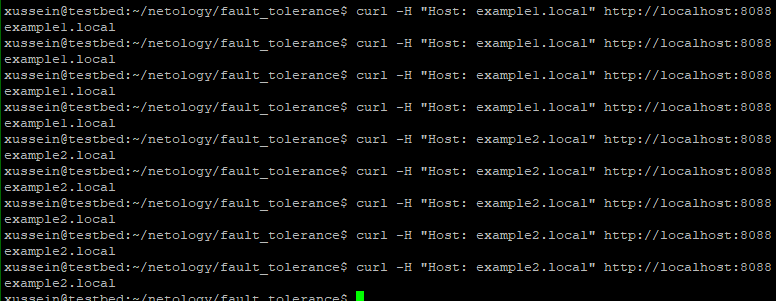 xussein@testbed:~/netology/fault_tolerance$ curl -H "Host: example1.local" http://localhost:8088
example1.local
xussein@testbed:~/netology/fault_tolerance$ curl -H "Host: example1.local" http://localhost:8088
example1.local
xussein@testbed:~/netology/fault_tolerance$ curl -H "Host: example1.local" http://localhost:8088
example1.local
xussein@testbed:~/netology/fault_tolerance$ curl -H "Host: example1.local" http://localhost:8088
example1.local
xussein@testbed:~/netology/fault_tolerance$ curl -H "Host: example2.local" http://localhost:8088
example2.local
xussein@testbed:~/netology/fault_tolerance$ curl -H "Host: example2.local" http://localhost:8088
example2.local
xussein@testbed:~/netology/fault_tolerance$ curl -H "Host: example2.local" http://localhost:8088
example2.local
xussein@testbed:~/netology/fault_tolerance$ curl -H "Host: example2.local" http://localhost:8088
example2.local
xussein@testbed:~/netology/fault_tolerance$ curl -H "Host: example2.local" http://localhost:8088
example2.local
xussein@testbed:~/netology/fault_tolerance$